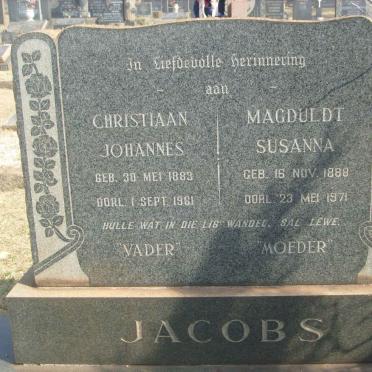 In Liefdevolle Herinnering
- aan -
CHRISTIAAN
JOHANNES
GEB. 30 MEI 1883
OORL. 1 SEPT. 1961
MAGDULDT
SUSANNA
GEB. 16 NOV. 1888
OORL. 23 MEI 1971
HULLE WAT IN DIE LIG WANDEL, SAL LEWE.
"VADER" "MOEDER"
JACOBS